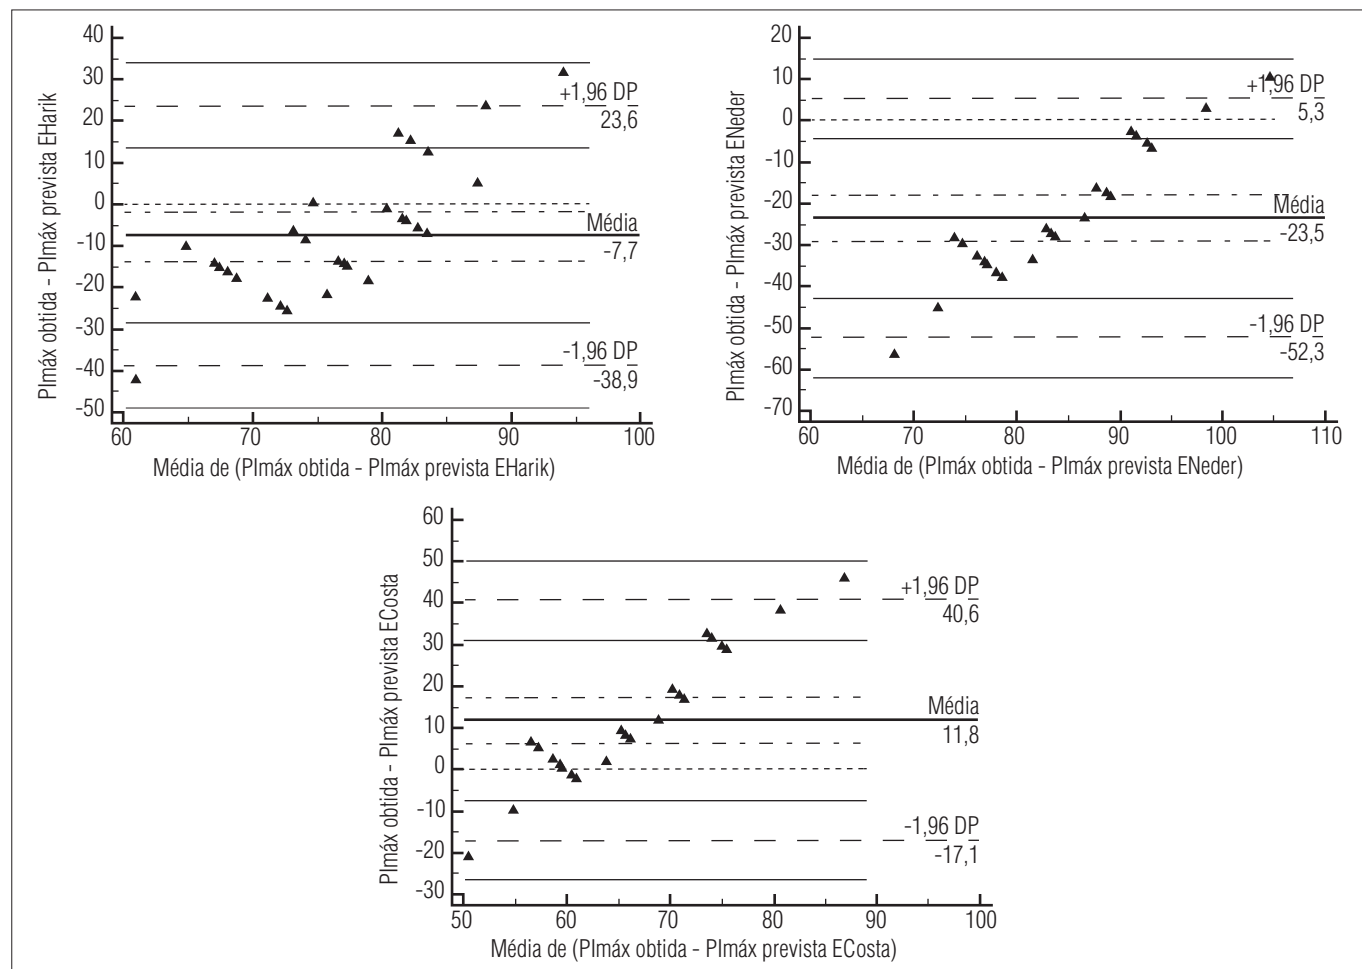 PImáx obtida - PImáx prevista EHarik
40
30
20
10
0
-10
-20
-30
-40
-50
+1,96 DP
23,6
Média
-7,7
-1,96 DP
-38,9
60 70 80 90 100
Média de (PImáx obtida - PImáx prevista EHarik)
PImáx obtida - PImáx prevista ENeder
20
10
0
-10
-20
-30
-40
-50
-60
-70
+1,96 DP
5,3
Média
-23,5
-1,96 DP
-52,3
60 70 80 90 100 110
Média de (PImáx obtida - PImáx prevista ENeder)
PImáx obtida - PImáx prevista ECosta
60
50
40
30
20
10
0
-10
-20
-30
+1,96 DP
40,6
Média
11,8
-1,96 DP
-17,1
50 60 70 80 90 100
Média de (PImáx obtida - PImáx prevista ECosta)